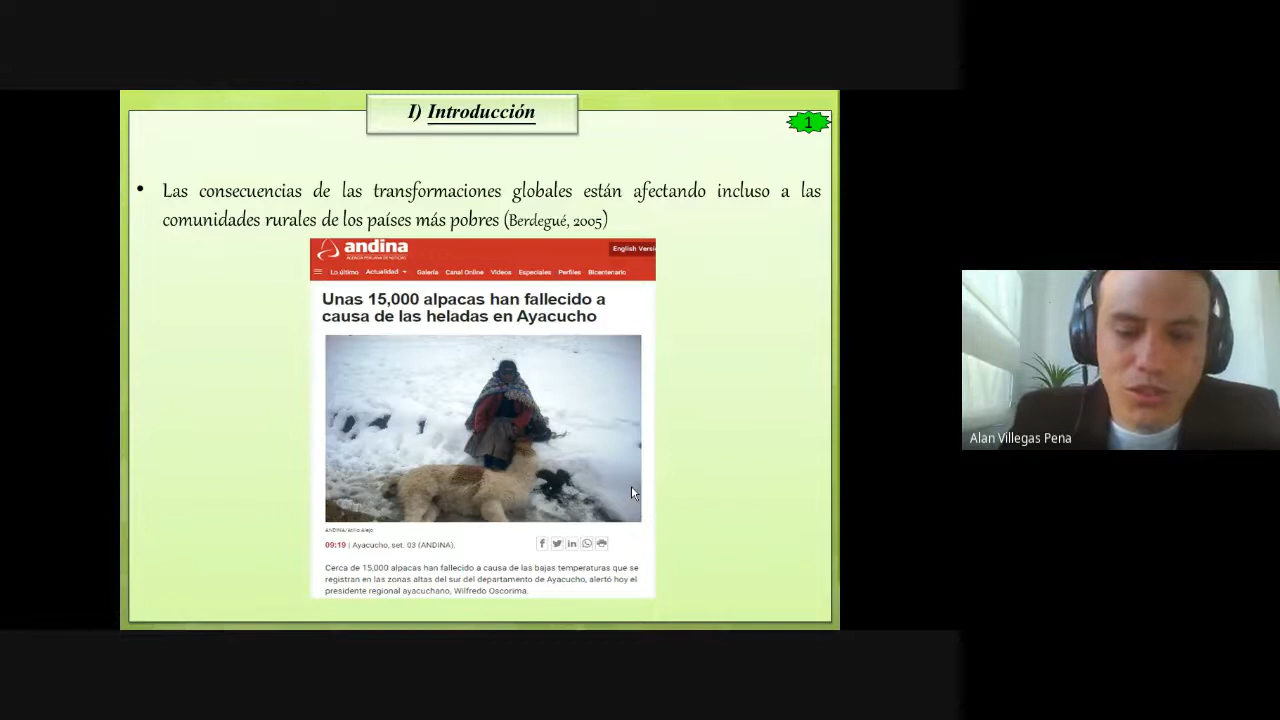 I) Introducción
1
• Las consecuencias de las transformaciones globales están afectando incluso a las
comunidades rurales de los países más pobres (Berdegué, 2005)
andina
English Versi
Lo último Actualidad Galería Canal Online Videos Especiales Perfiles Bicentenario
Unas 15,000 alpacas han fallecido a
causa de las heladas en Ayacucho
09:19 | Ayacucho, set. 03 (ANDINA).
Cerca de 15,000 alpacas han fallecido a causa de las bajas temperaturas que se
registran en las zonas altas del sur del departamento de Ayacucho, alertó hoy el
presidente regional ayacuchano, Wilfredo Oscorima.
Alan Villegas Pena